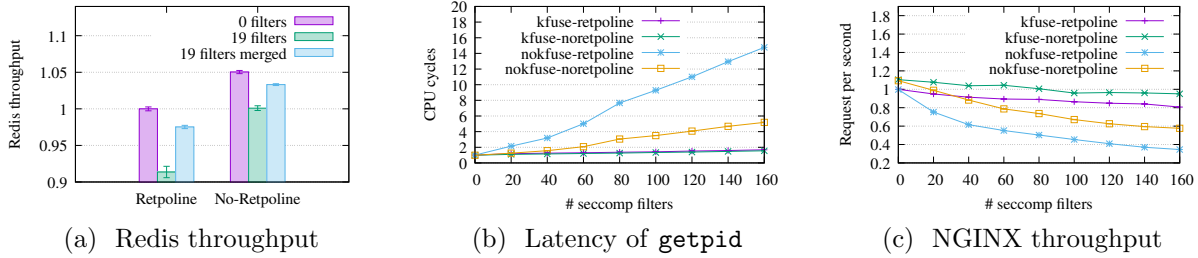 Redis throughput
1.1
1.05
1
0.95
0.9
0 filters
19 filters
19 filters merged
Retpoline
No-Retpoline
(a) Redis throughput
CPU cycles
20
18
16
14
12
10
8
6
4
2
0
kfuse-retpoline
kfuse-noretpoline
nokfuse-retpoline
nokfuse-noretpoline
0 20 40 60 80 100 120 140 160
# seccomp filters
(b) Latency of getpid
Request per second
1.8
1.6
1.4
1.2
1
0.8
0.6
0.4
0.2
kfuse-retpoline
kfuse-noretpoline
nokfuse-retpoline
nokfuse-noretpoline
0 20 40 60 80 100 120 140 160
# seccomp filters
(c) NGINX throughput